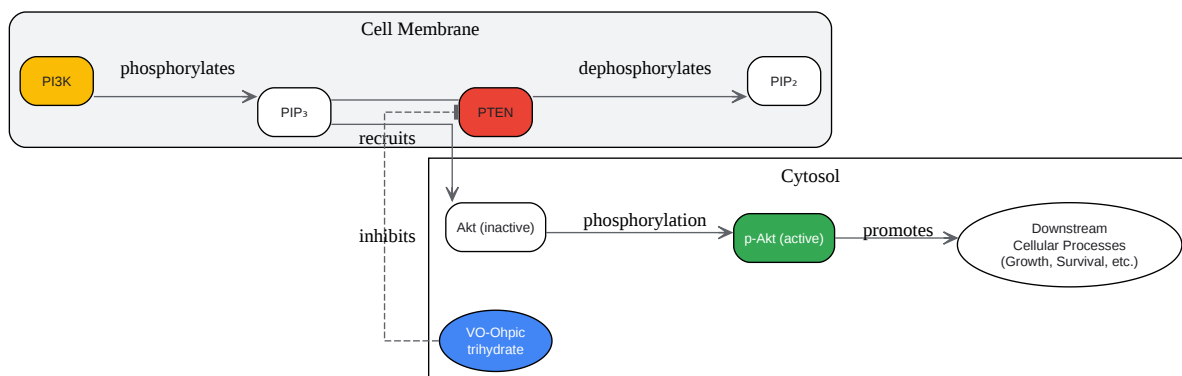 Cell Membrane
PI3K
phosphorylates
PIP₃
PTEN
dephosphorylates
PIP₂
recruits
Cytosol
Akt (inactive)
phosphorylation
p-Akt (active)
promotes
Downstream
Cellular Processes
(Growth, Survival, etc.)
inhibits
VO-Ohpic
trihydrate